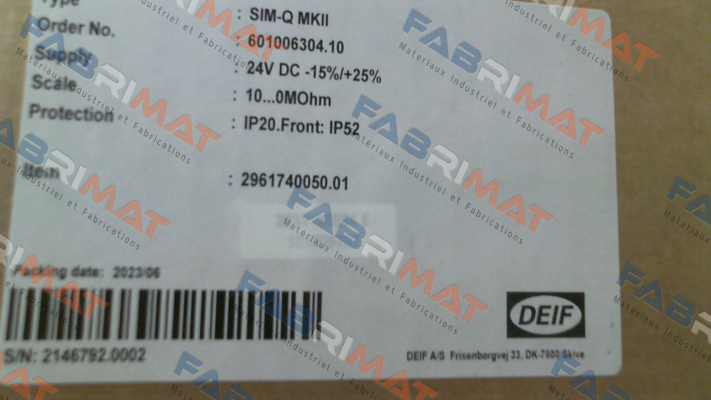 Type : SIM-Q MKII
Order No. : 601006304.10
Supply : 24V DC -15%/+25%
Scale : 10...0MOhm
Protection : IP20.Front: IP52
Item : 2961740050.01
Packing date: 2023/06
S/N: 2146792.0002
DEIF
DEIF A/S Frisenborgvej 33, DK-7800 Skive
FABRIMAT
Materiaux Industriel et Fabrications